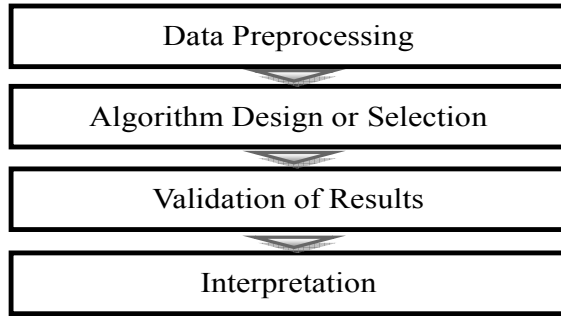 Data Preprocessing
Algorithm Design or Selection
Validation of Results
Interpretation